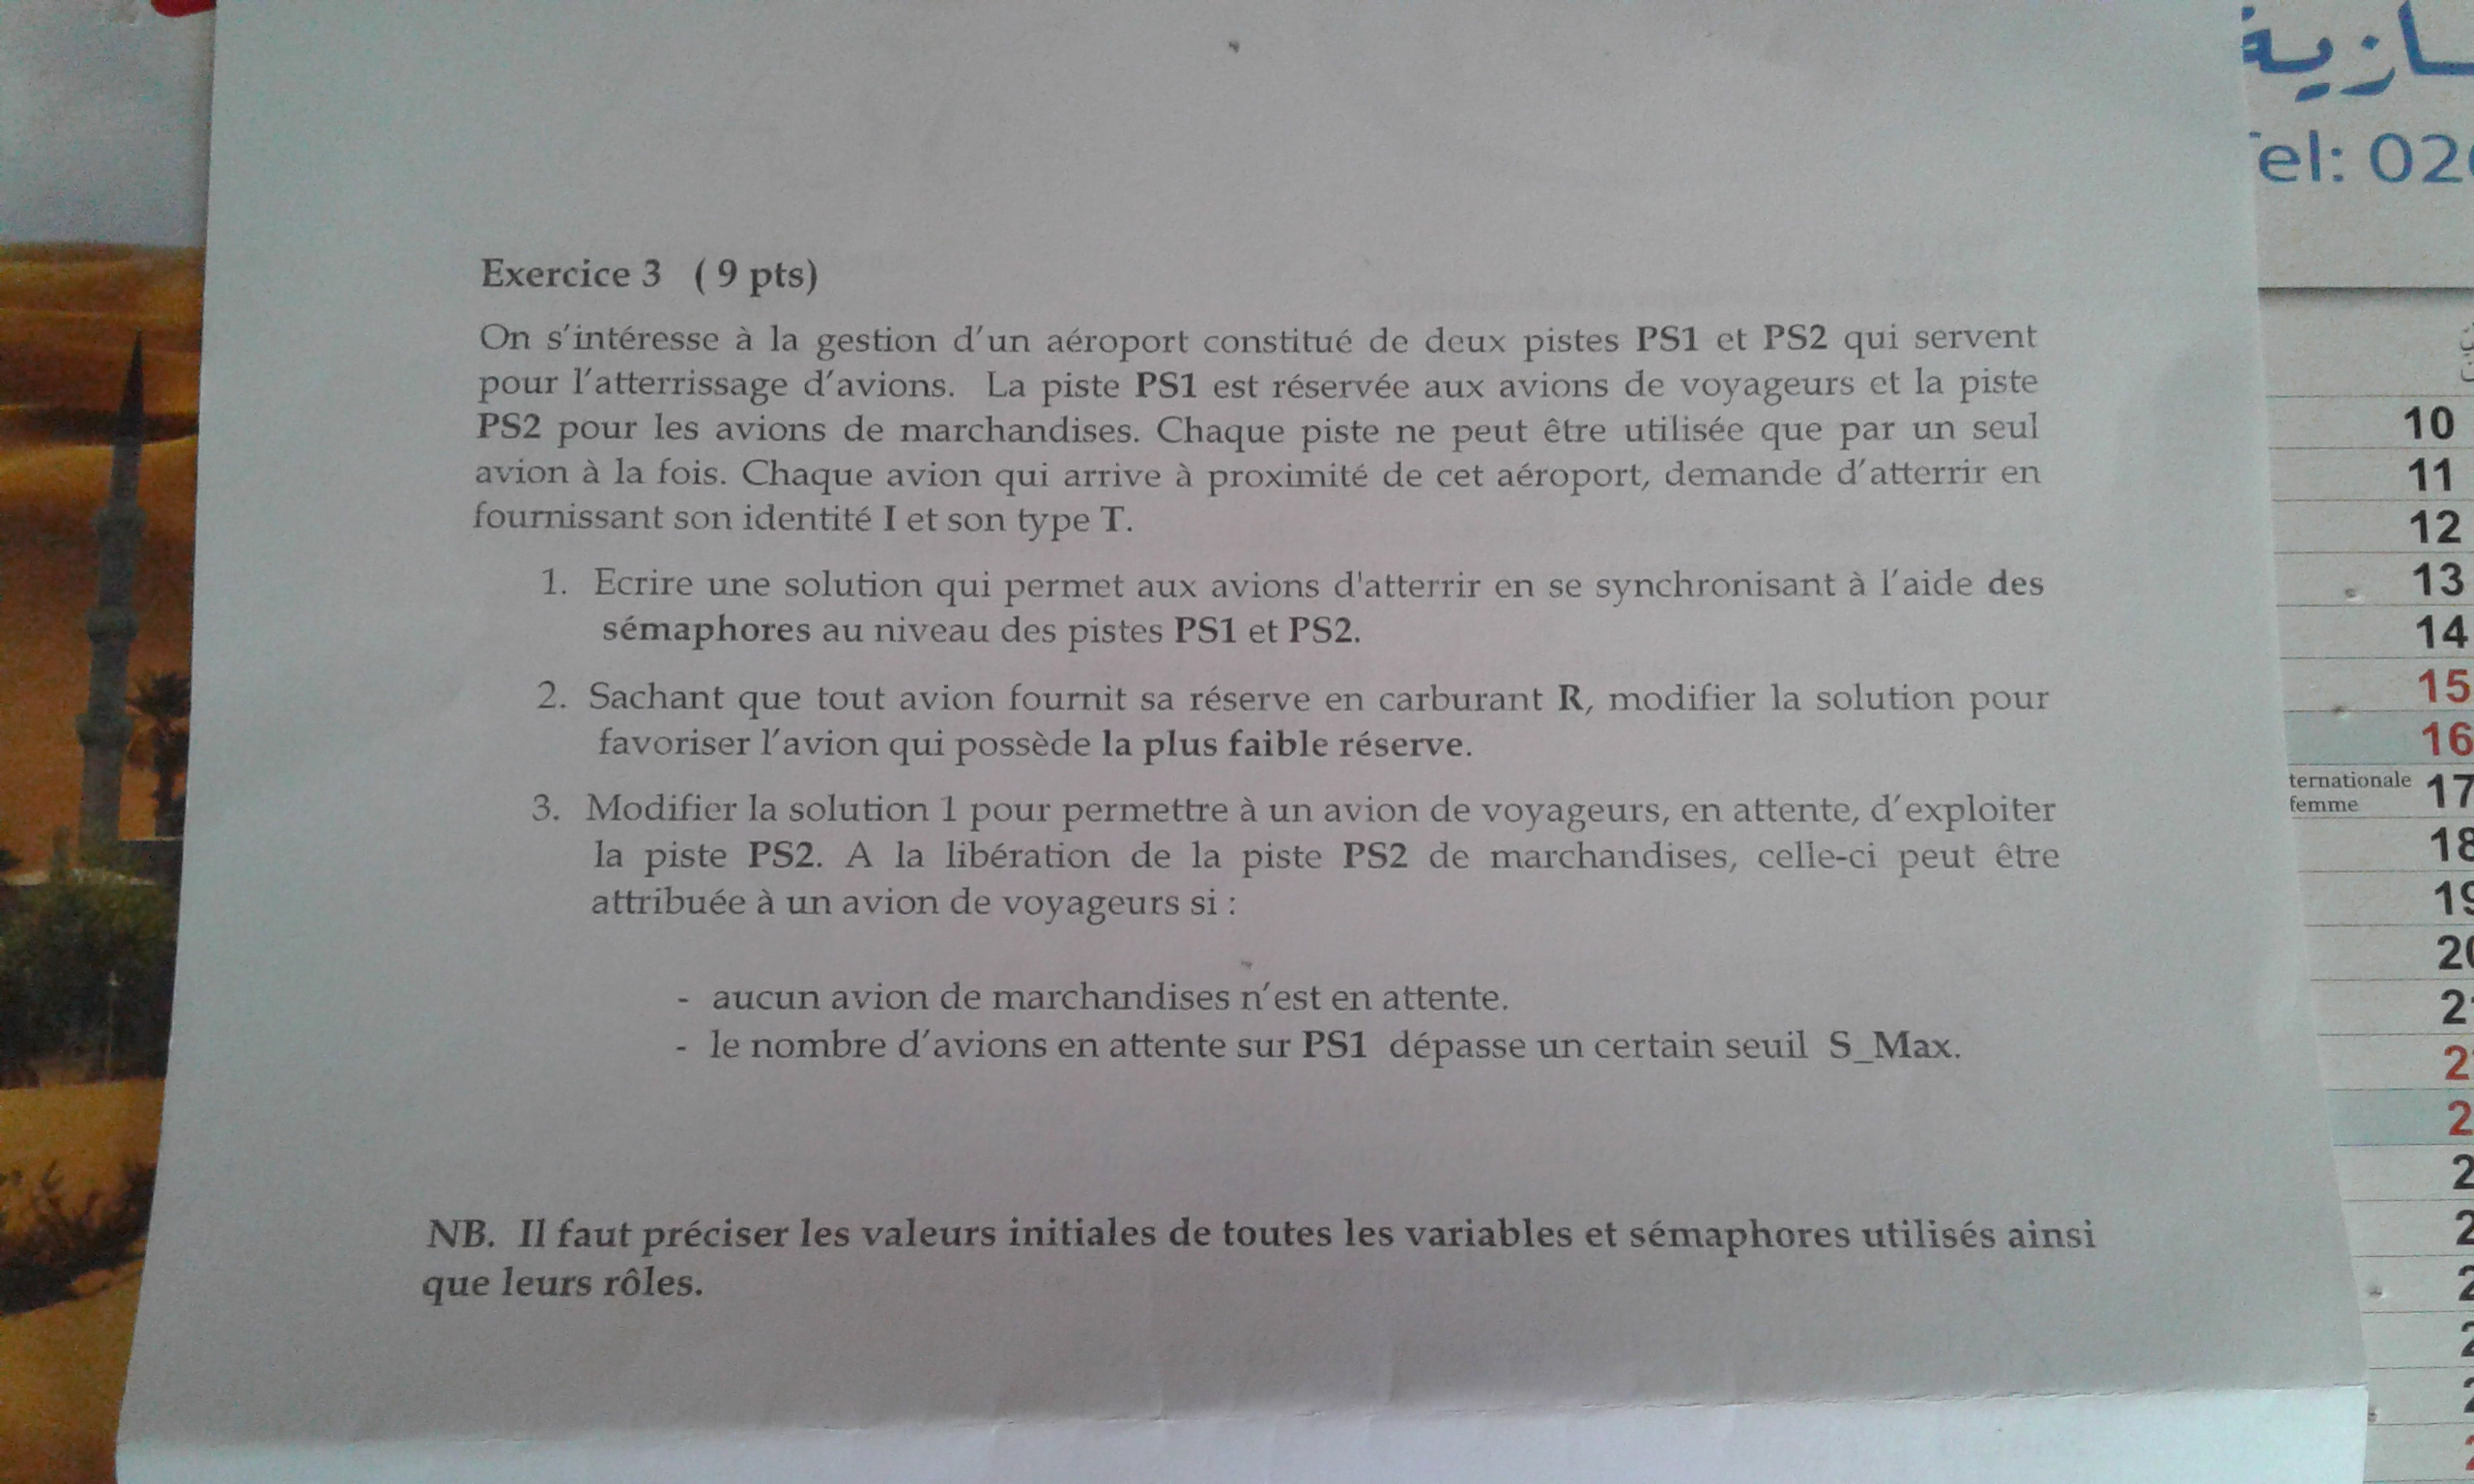 Exercice 3 ( 9 pts)
On s'intéresse à la gestion d'un aéroport constitué de deux pistes PS1 et PS2 qui servent
pour l'atterrissage d'avions. La piste PS1 est réservée aux avions de voyageurs et la piste
PS2 pour les avions de marchandises. Chaque piste ne peut être utilisée que par un seul
avion à la fois. Chaque avion qui arrive à proximité de cet aéroport, demande d'atterrir en
fournissant son identité I et son type T.
1. Ecrire une solution qui permet aux avions d'atterrir en se synchronisant à l'aide des
sémaphores au niveau des pistes PS1 et PS2.
2. Sachant que tout avion fournit sa réserve en carburant R, modifier la solution pour
favoriser l'avion qui possède la plus faible réserve.
3. Modifier la solution 1 pour permettre à un avion de voyageurs, en attente, d'exploiter
la piste PS2. A la libération de la piste PS2 de marchandises, celle-ci peut être
attribuée à un avion de voyageurs si :
- aucun avion de marchandises n'est en attente.
- le nombre d'avions en attente sur PS1 dépasse un certain seuil S_Max.
NB. Il faut préciser les valeurs initiales de toutes les variables et sémaphores utilisés ainsi
que leurs rôles.
el: 02
10
11
12
13
14
15
16
ternationale
femme
17
18